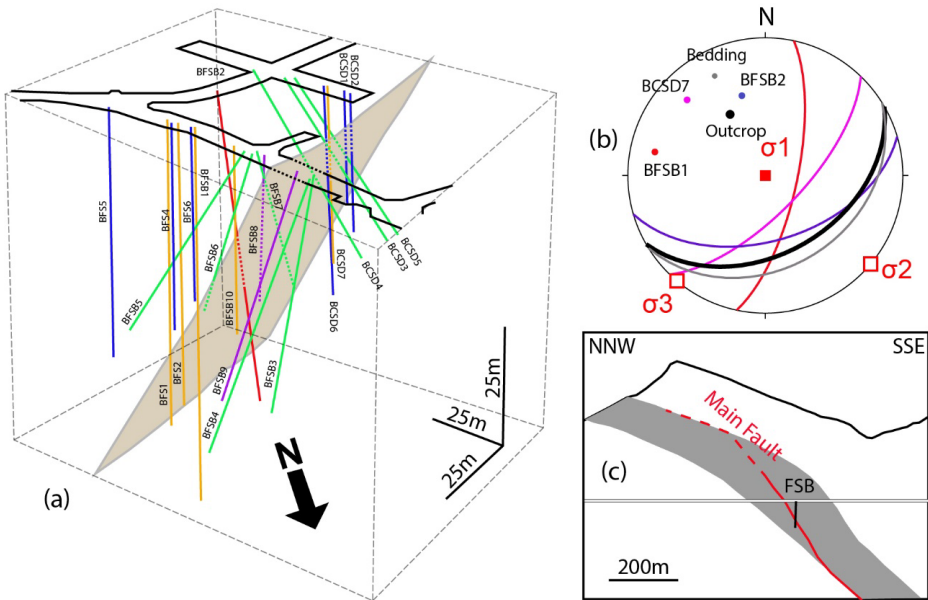 BFSB2
BCSD1
BCSD2
BFS5
BFS4
BFS6
BFSB1
BFSB7
BFSB8
BFSB6
BFSB5
BFSB10
BCSD7
BCSD6
BCSD4
BCSD3
BCSD5
BFS1
BFS2
BFSB9
BFSB4
BFSB3
25m
25m
25m
N
(a)
N
Bedding
BCSD7
BFSB2
Outcrop
BFSB1
σ1
σ2
σ3
(b)
NNW
SSE
Main Fault
FSB
(c)
200m